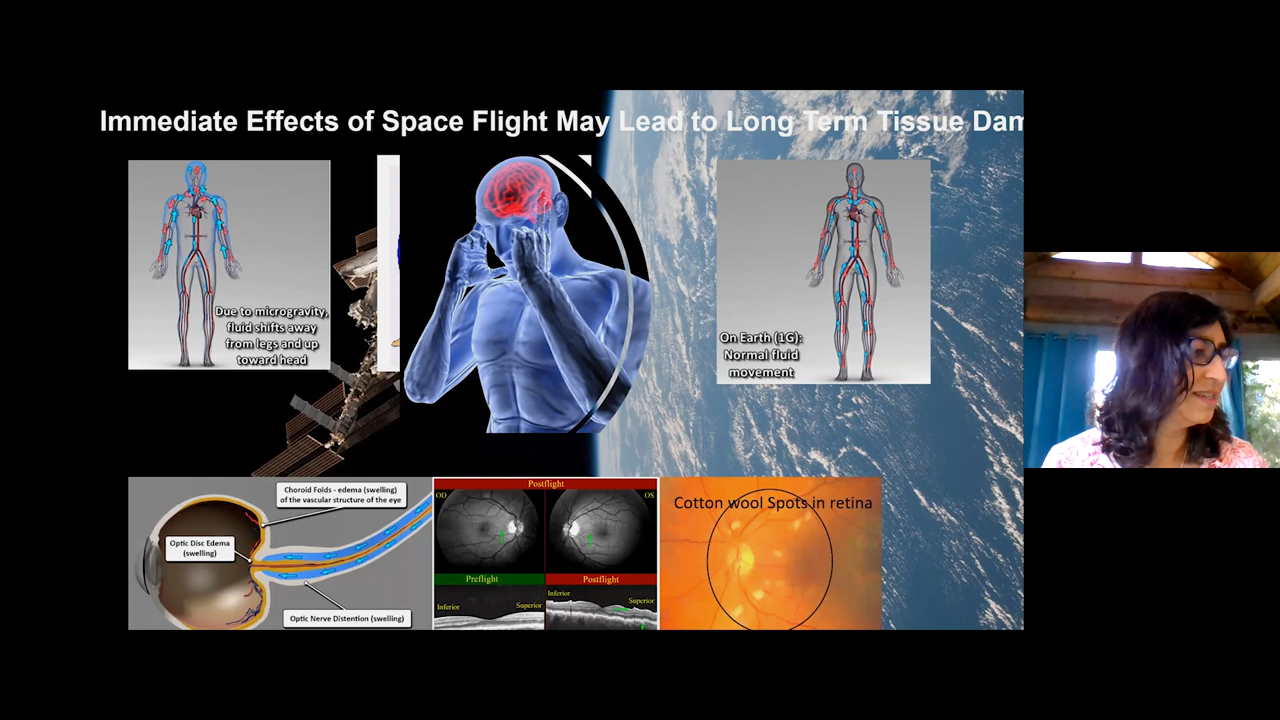 Immediate Effects of Space Flight May Lead to Long Term Tissue Dam
Due to microgravity,
fluid shifts away
from legs and up
toward head
On Earth (1G):
Normal fluid
movement
Choroid Folds - edema (swelling)
of the vascular structure of the eye
Optic Disc Edema
(swelling)
Optic Nerve Distention (swelling)
Postflight
OD
OS
Preflight
Postflight
Inferior
Superior
Inferior
Superior
Cotton wool Spots in retina